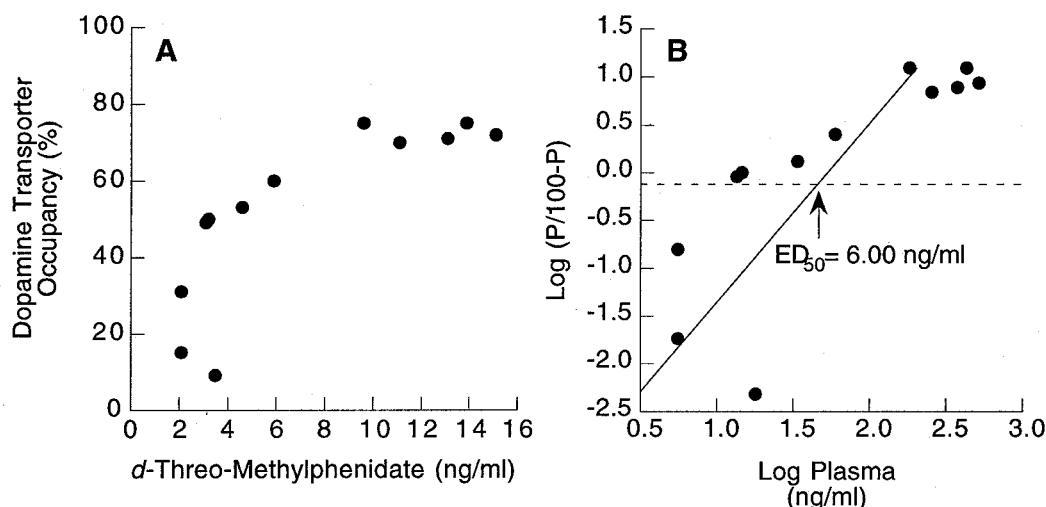 A
100
80
60
40
20
0
0 2 4 6 8 10 12 14 16
Dopamine Transporter
Occupancy (%)
d-Threo-Methylphenidate (ng/ml)
B
1.5
1.0
0.5
0.0
-0.5
-1.0
-1.5
-2.0
-2.5
0.5 1.0 1.5 2.0 2.5 3.0
Log (P/100-P)
ED50= 6.00 ng/ml
Log Plasma
(ng/ml)